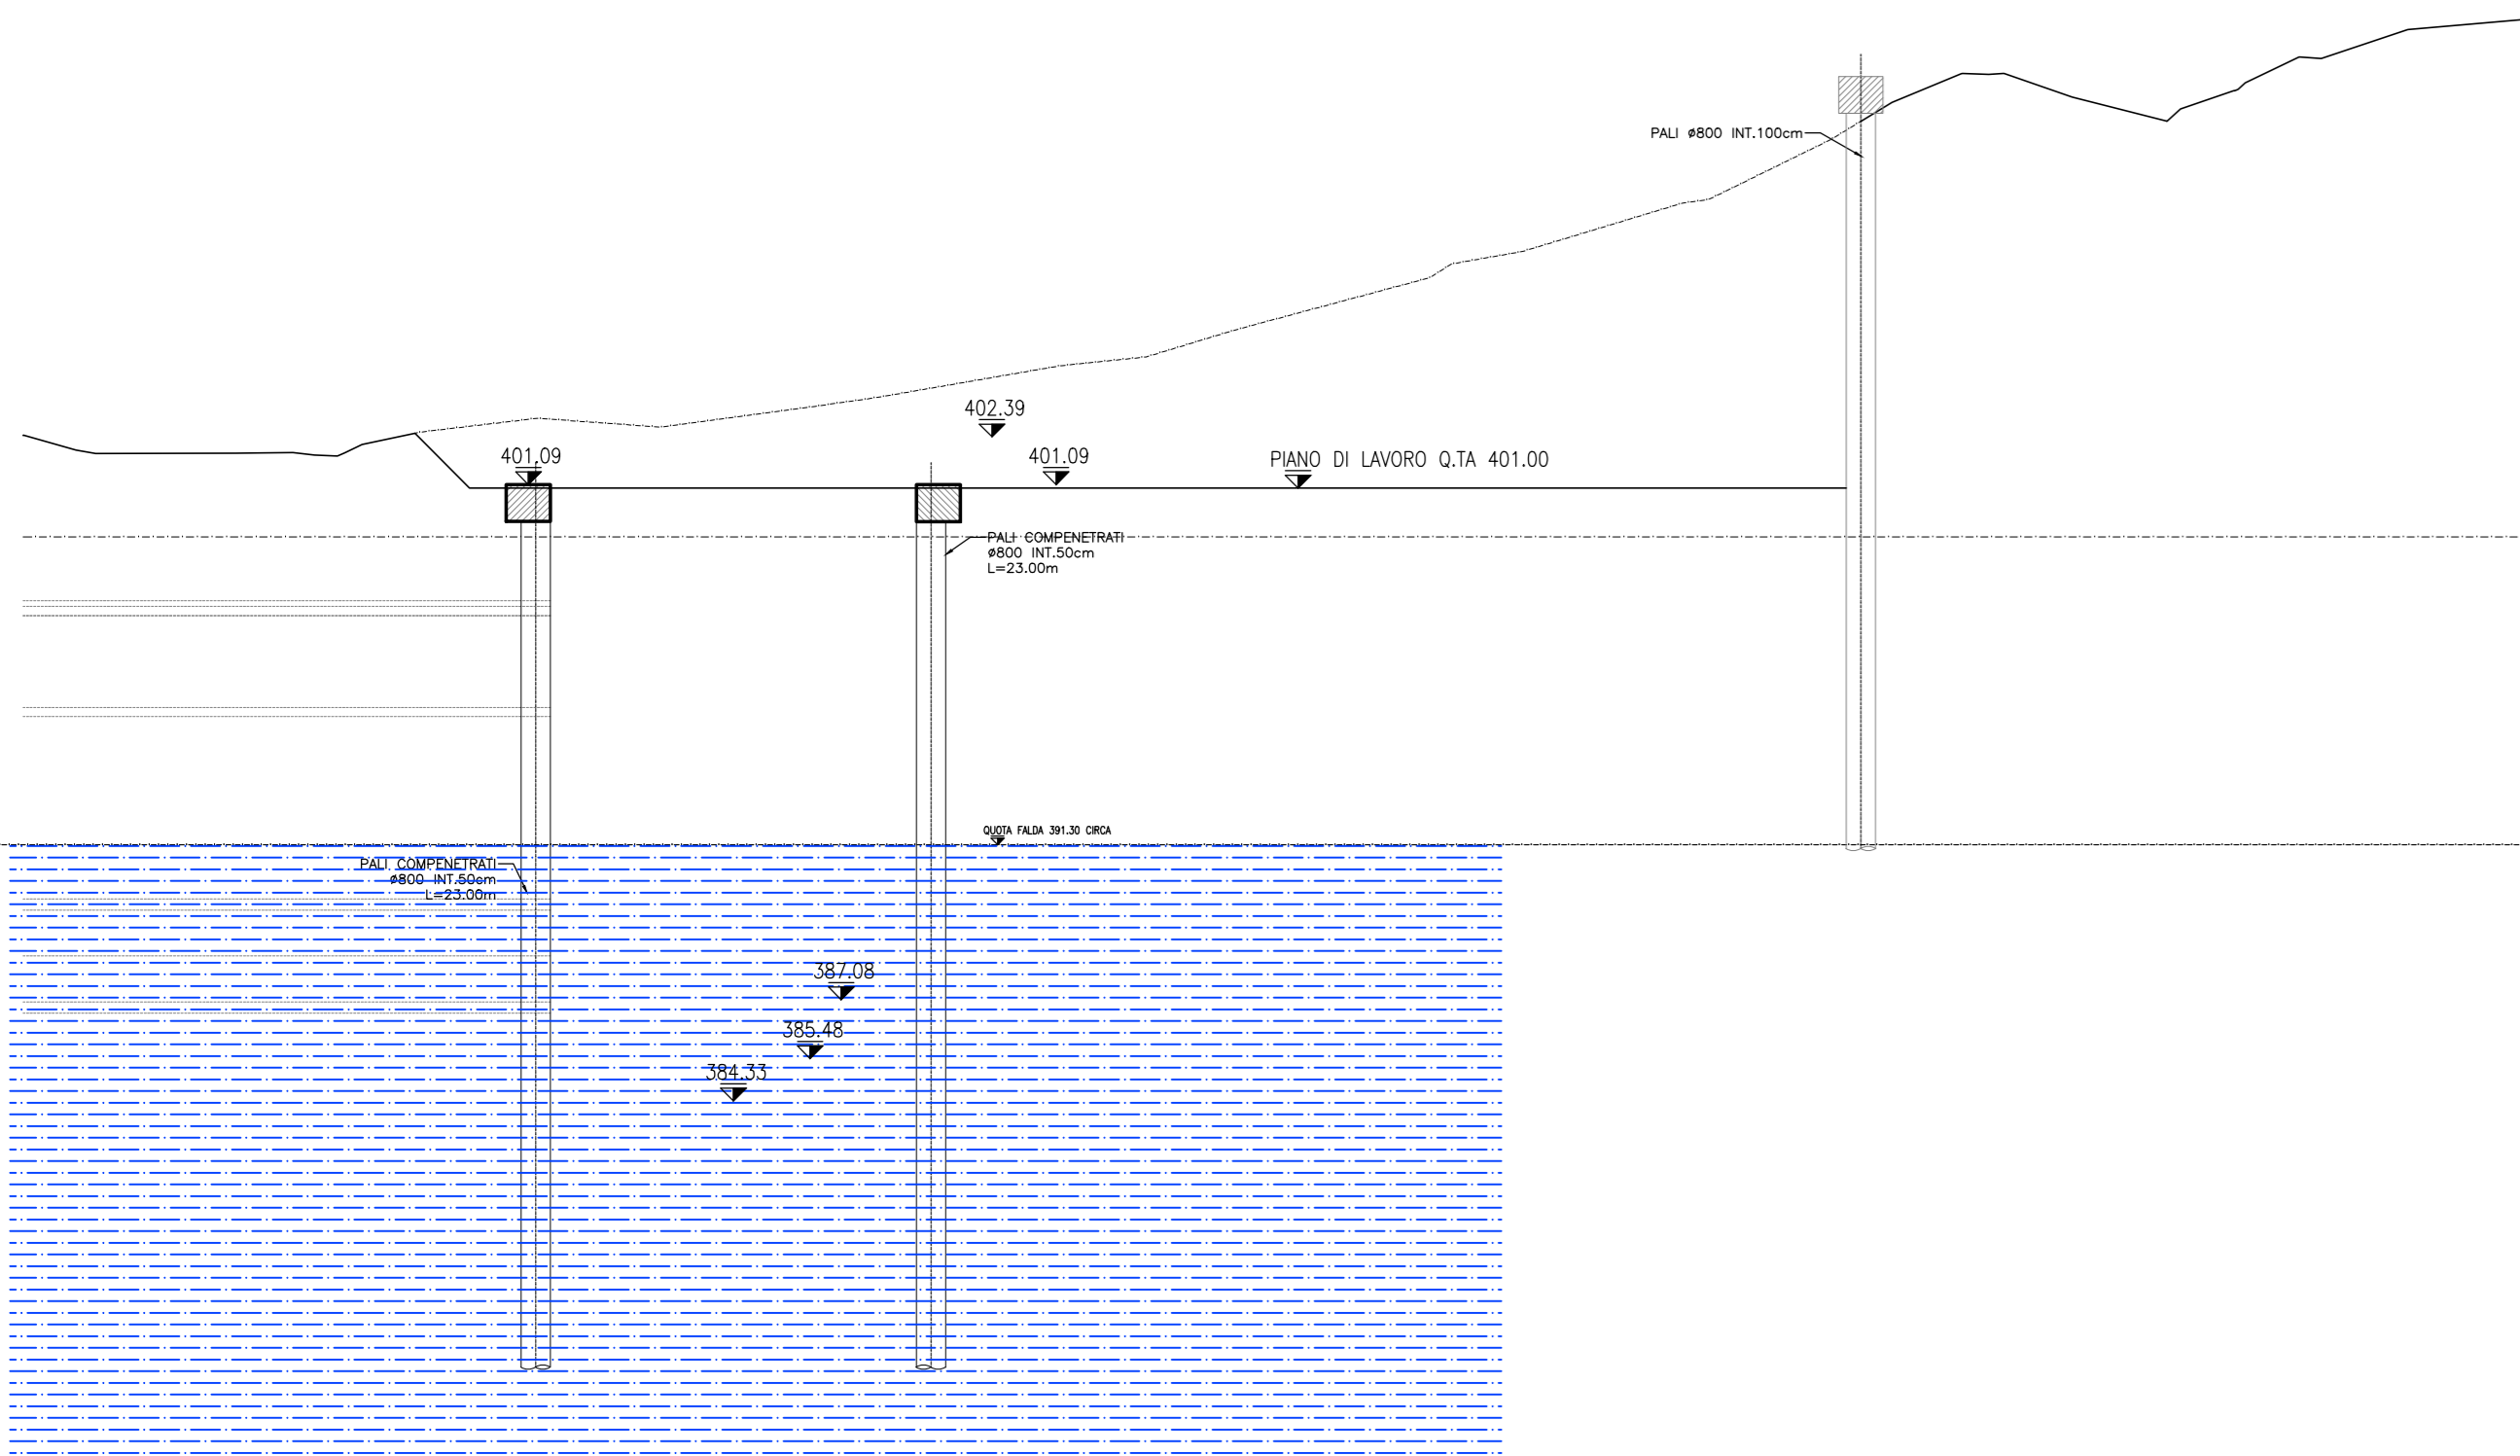 PALI ø800 INT.100cm
402.39
401.09
401.09
PIANO DI LAVORO Q.TA 401.00
PALI COMPENETRATI
ø800 INT.50cm
L=23.00m
QUOTA FALDA 391.30 CIRCA
PALI COMPENETRATI
ø800 INT.50cm
L=23.00m
387.08
385.48
384.33